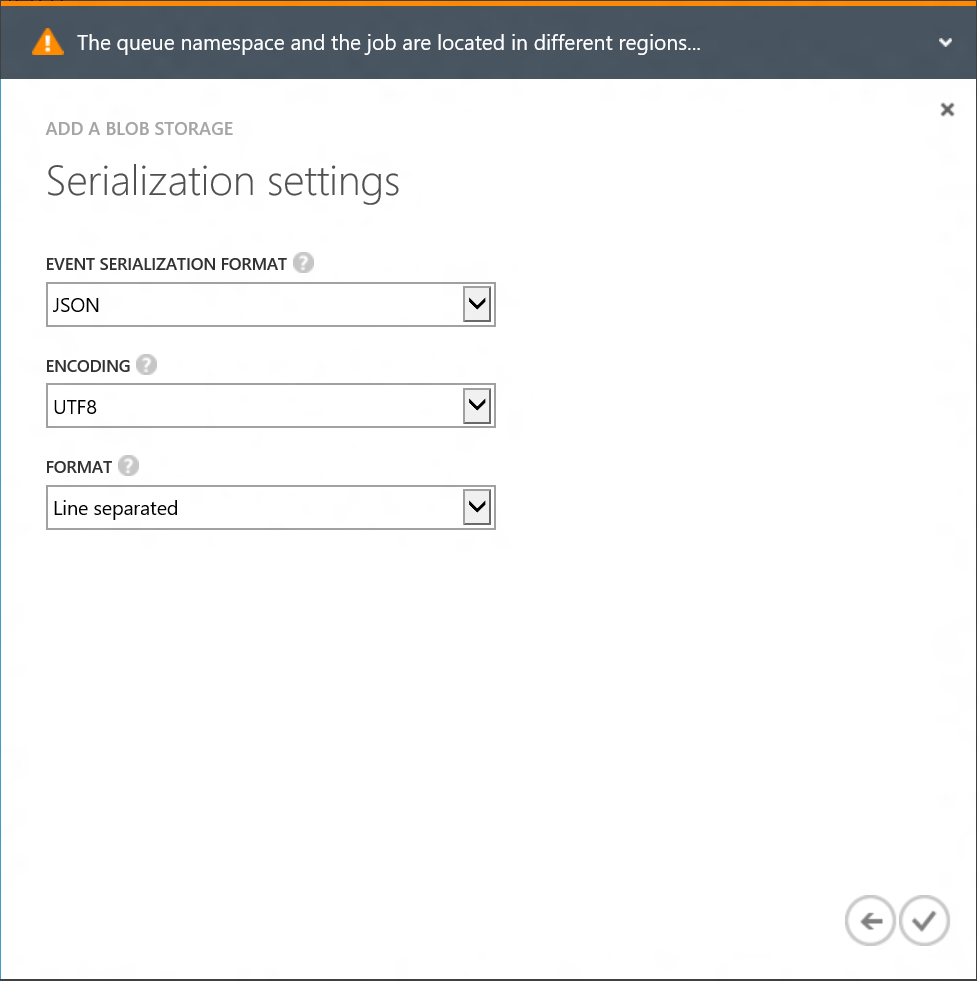 The queue namespace and the job are located in different regions...
ADD A BLOB STORAGE
Serialization settings
EVENT SERIALIZATION FORMAT ?
JSON
ENCODING ?
UTF8
FORMAT ?
Line separated